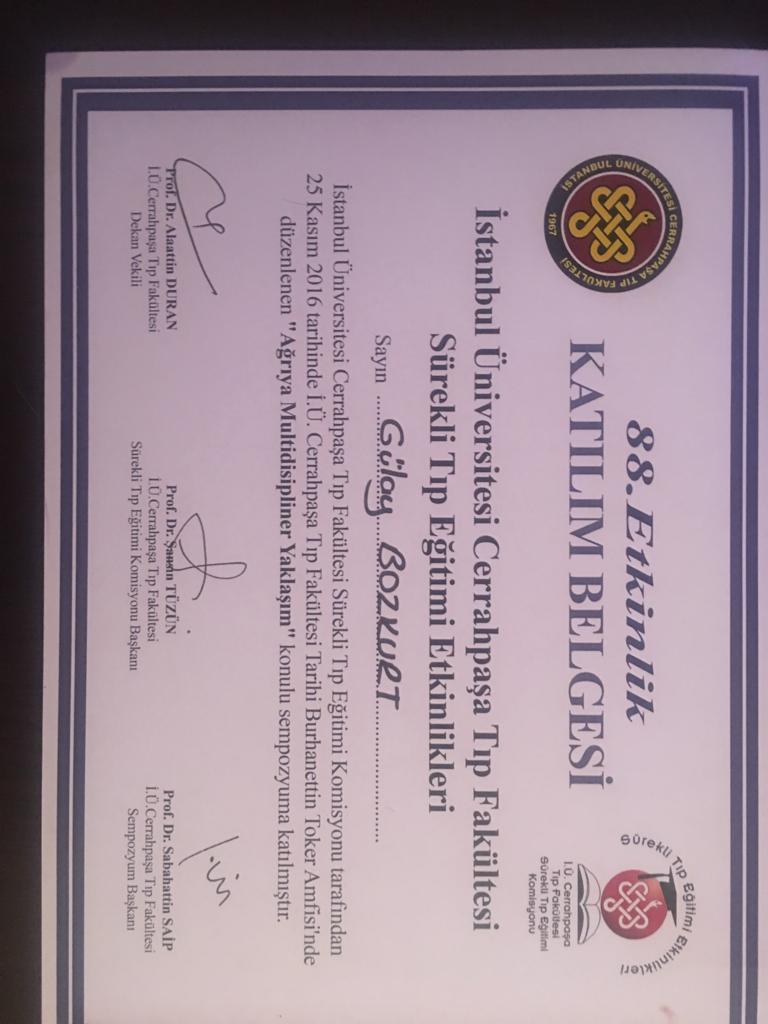 İSTANBUL ÜNİVERSİTESİ CERRAHPAŞA TIP FAKÜLTESİ
1967
88.Etkinlik
KATILIM BELGESİ
Sürekli Tıp Eğitimi Etkinlikleri
İ.Ü. Cerrahpaşa
Tıp Fakültesi
Sürekli Tıp Eğitimi
Komisyonu
İstanbul Üniversitesi Cerrahpaşa Tıp Fakültesi
Sürekli Tıp Eğitimi Etkinlikleri
Sayın Gülay BOZKURT
İstanbul Üniversitesi Cerrahpaşa Tıp Fakültesi Sürekli Tıp Eğitimi Komisyonu tarafından
25 Kasım 2016 tarihinde İ.Ü. Cerrahpaşa Tıp Fakültesi Tarihi Burhanettin Toker Amfisi'nde
düzenlenen "Ağrıya Multidisipliner Yaklaşım" konulu sempozyuma katılmıştır.
Prof. Dr. Alaattin DURAN
İ.Ü.Cerrahpaşa Tıp Fakültesi
Dekan Vekili
Prof. Dr. Şansın TÜZÜN
İ.Ü.Cerrahpaşa Tıp Fakültesi
Sürekli Tıp Eğitimi Komisyonu Başkanı
Prof. Dr. Sabahattin SAİP
İ.Ü.Cerrahpaşa Tıp Fakültesi
Sempozyum Başkanı